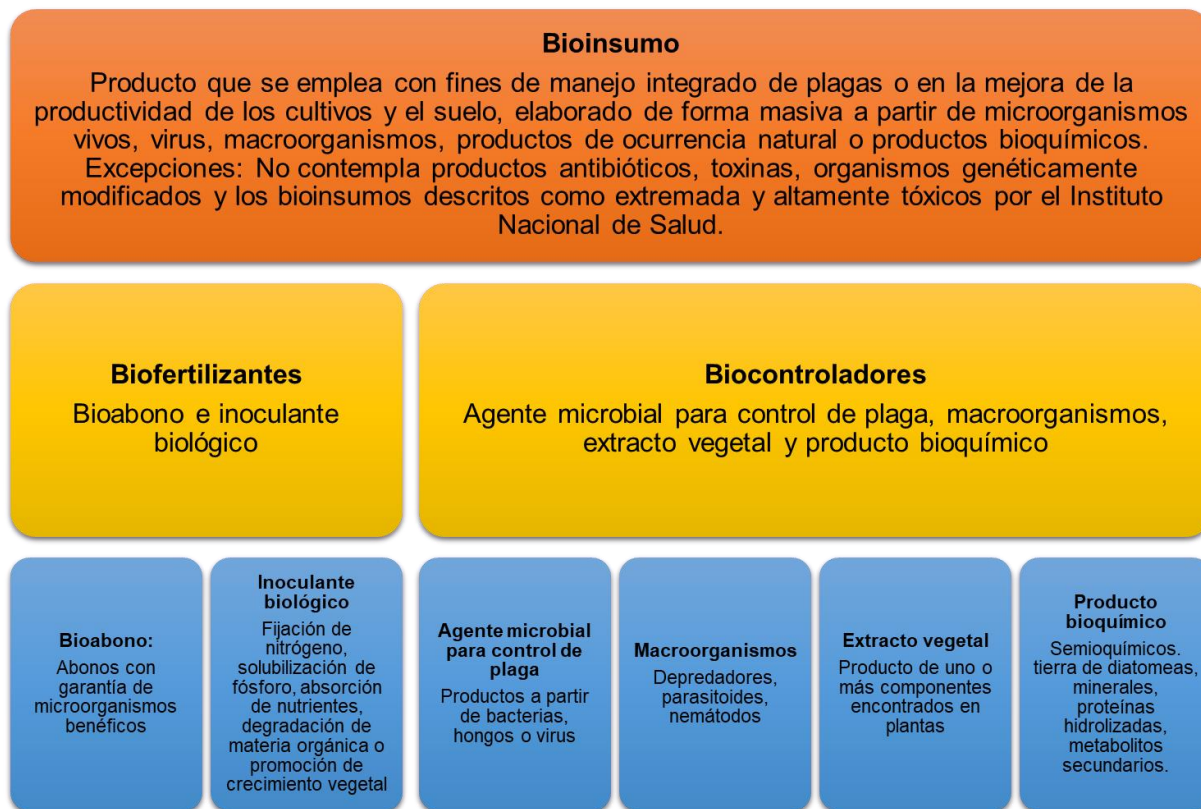 Bioinsumo
Producto que se emplea con fines de manejo integrado de plagas o en la mejora de la
productividad de los cultivos y el suelo, elaborado de forma masiva a partir de microorganismos
vivos, virus, macroorganismos, productos de ocurrencia natural o productos bioquímicos.
Excepciones: No contempla productos antibióticos, toxinas, organismos genéticamente
modificados y los bioinsumos descritos como extremada y altamente tóxicos por el Instituto
Nacional de Salud.
Biofertilizantes
Bioabono e inoculante
biológico
Biocontroladores
Agente microbial para control de plaga, macroorganismos,
extracto vegetal y producto bioquímico
Bioabono:
Abonos con
garantía de
microorganismos
benéficos
Inoculante
biológico
Fijación de
nitrógeno,
solubilización de
fósforo, absorción
de nutrientes,
degradación de
materia orgánica o
promoción de
crecimiento vegetal
Agente microbial
para control de
plaga
Productos a partir
de bacterias,
hongos o virus
Macroorganismos
Depredadores,
parasitoides,
nemátodos
Extracto vegetal
Producto de uno o
más componentes
encontrados en
plantas
Producto
bioquímico
Semioquímicos.
tierra de diatomeas,
minerales,
proteínas
hidrolizadas,
metabolitos
secundarios.